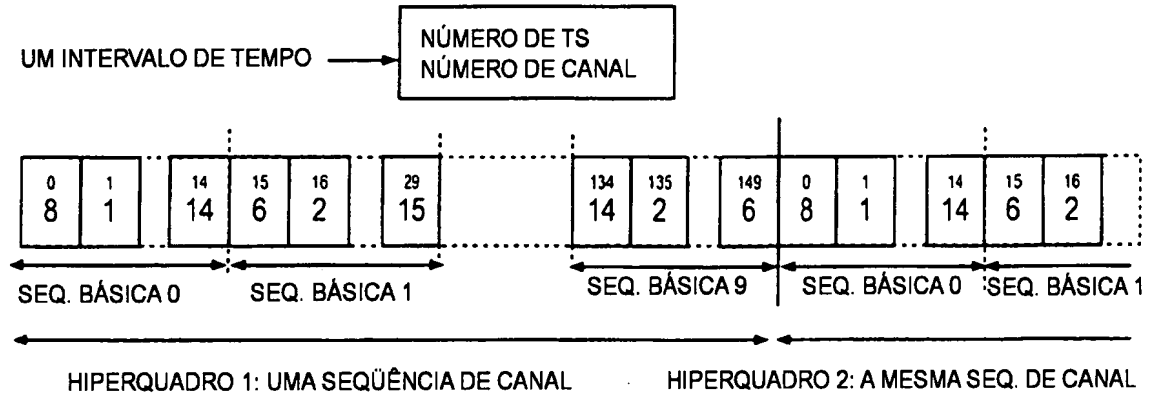 UM INTERVALO DE TEMPO
NÚMERO DE TS
NÚMERO DE CANAL
0 1 14 15 16 29 134 135 149 0 1 14 15 16
8 1 14 6 2 15 14 2 6 8 1 14 6 2
SEQ. BÁSICA 0 SEQ. BÁSICA 1 SEQ. BÁSICA 9 SEQ. BÁSICA 0 SEQ. BÁSICA 1
HIPERQUADRO 1: UMA SEQÜÊNCIA DE CANAL HIPERQUADRO 2: A MESMA SEQ. DE CANAL